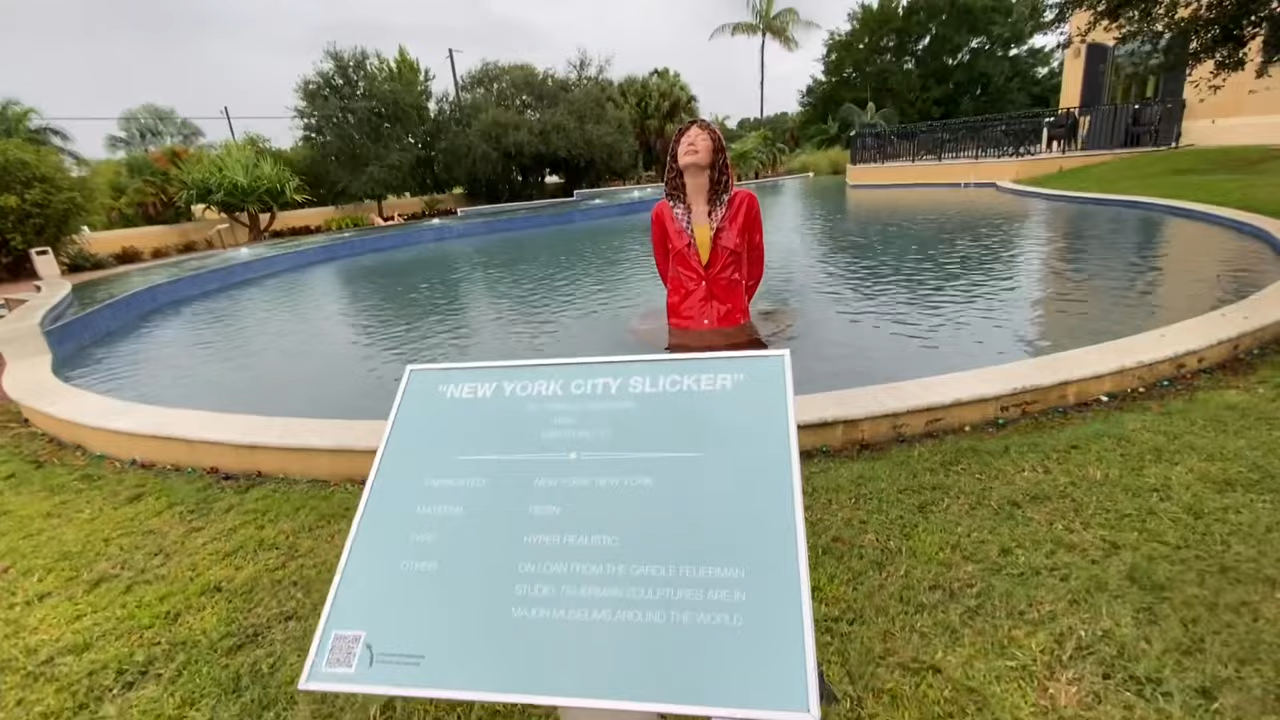 "NEW YORK CITY SLICKER"
FABRICATED NEW YORK NEW YORK
MATERIAL RESIN
TYPE HYPER REALISTIC
OTHER ON LOAN FROM THE CAROLE FEUERMAN
STUDIO. FEUERMAN SCULPTURES ARE IN
MAJOR MUSEUMS AROUND THE WORLD